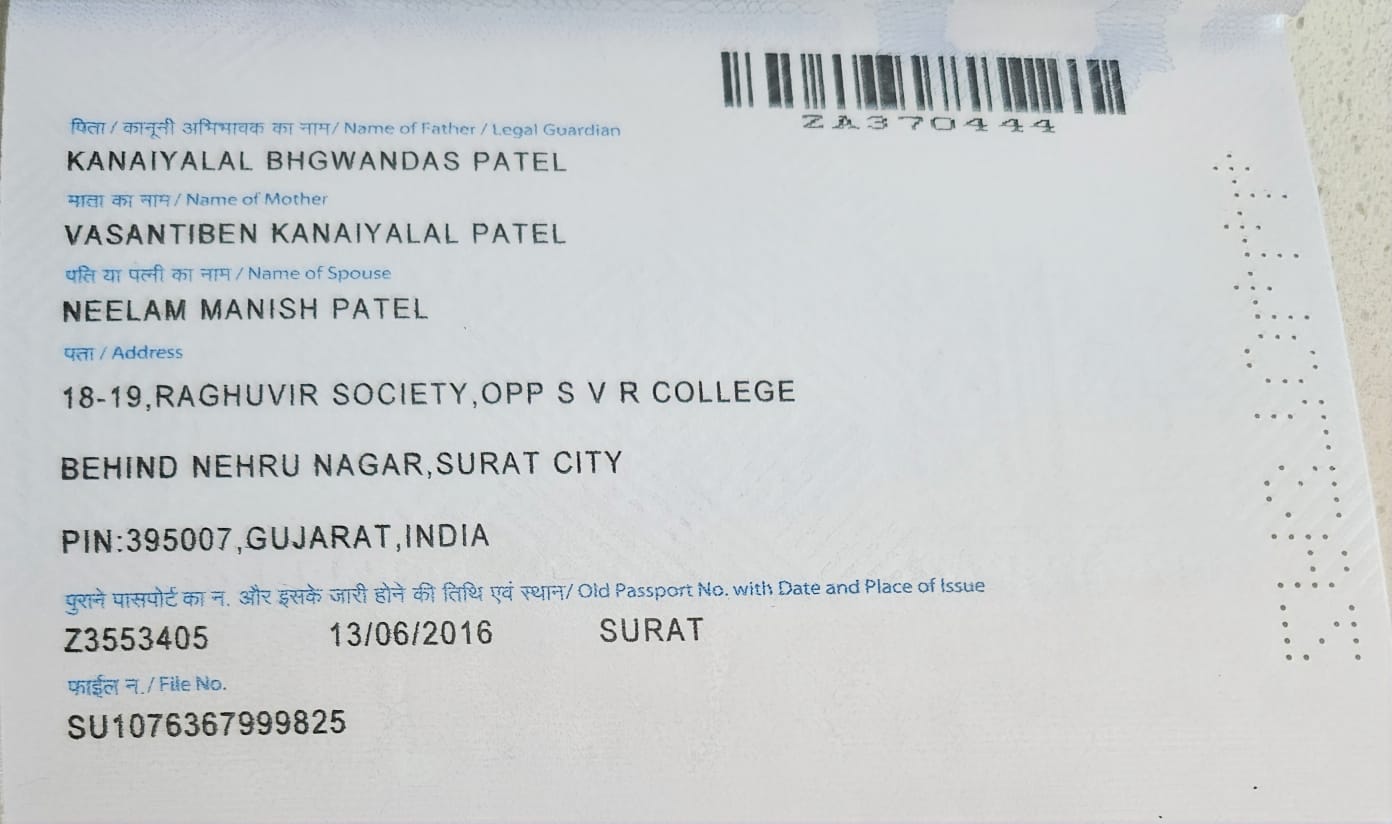 ZA370444
पिता / कानूनी अभिभावक का नाम/ Name of Father / Legal Guardian
KANAIYALAL BHGWANDAS PATEL
माता का नाम / Name of Mother
VASANTIBEN KANAIYALAL PATEL
पति या पत्नी का नाम / Name of Spouse
NEELAM MANISH PATEL
पता / Address
18-19,RAGHUVIR SOCIETY,OPP S V R COLLEGE
BEHIND NEHRU NAGAR,SURAT CITY
PIN:395007,GUJARAT,INDIA
पुराने पासपोर्ट का न. और इसके जारी होने की तिथि एवं स्थान/ Old Passport No. with Date and Place of Issue
Z3553405 13/06/2016 SURAT
फाईल न./ File No.
SU1076367999825